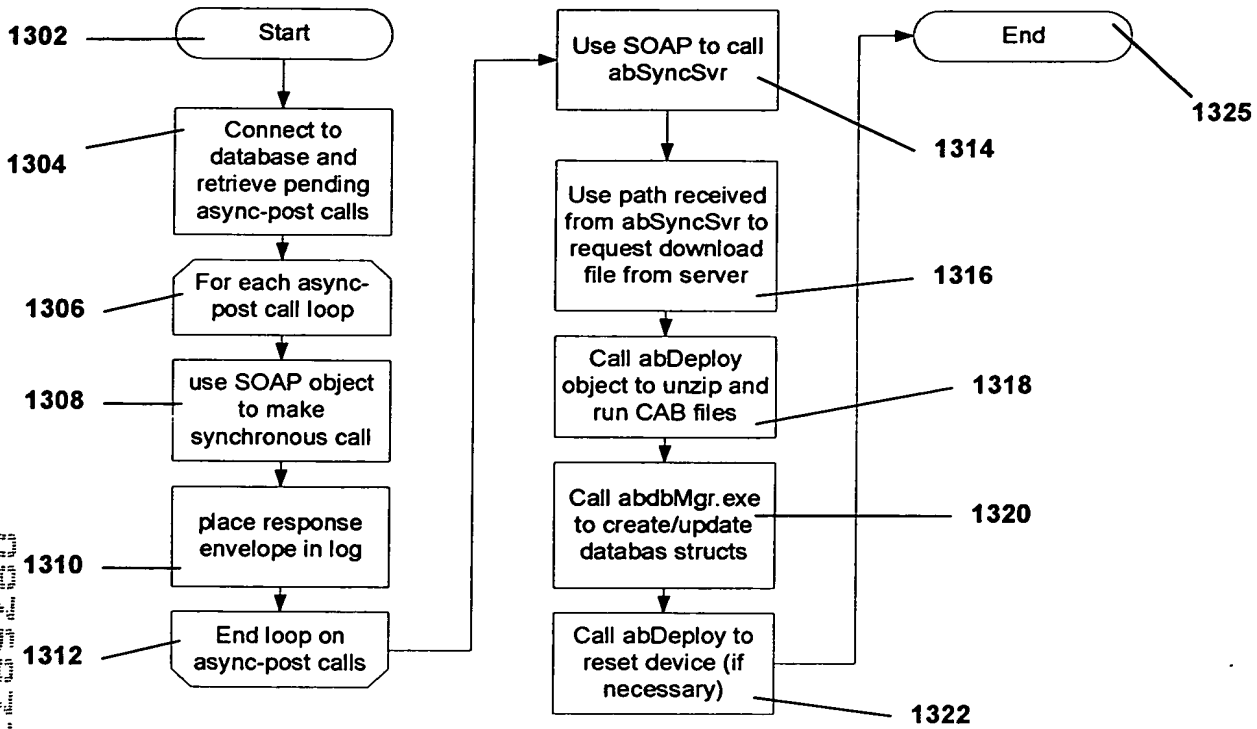 1302
Start
1304
Connect to
database and
retrieve pending
async-post calls
1306
For each async-
post call loop
1308
use SOAP object
to make
synchronous call
1310
place response
envelope in log
1312
End loop on
async-post calls
Use SOAP to call
abSyncSvr
1314
Use path received
from abSyncSvr to
request download
file from server
1316
Call abDeploy
object to unzip and
run CAB files
1318
Call abdbMgr.exe
to create/update
databas structs
1320
Call abDeploy to
reset device (if
necessary)
1322
End
1325